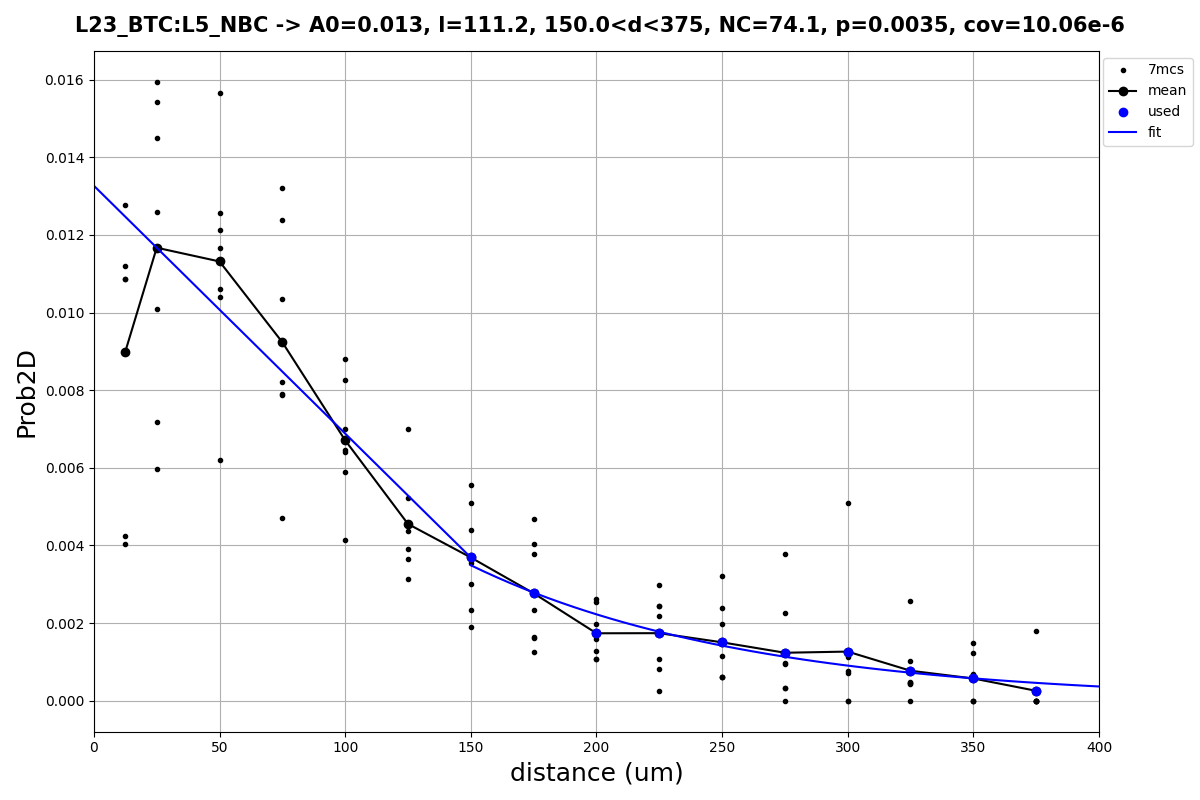 L23_BTC:L5_NBC -> A0=0.013, l=111.2, 150.0<d<375, NC=74.1, p=0.0035, cov=10.06e-6
7mcs
mean
used
fit
0.016
0.014
0.012
0.010
0.008
0.006
0.004
0.002
0.000
Prob2D
0 50 100 150 200 250 300 350 400
distance (um)